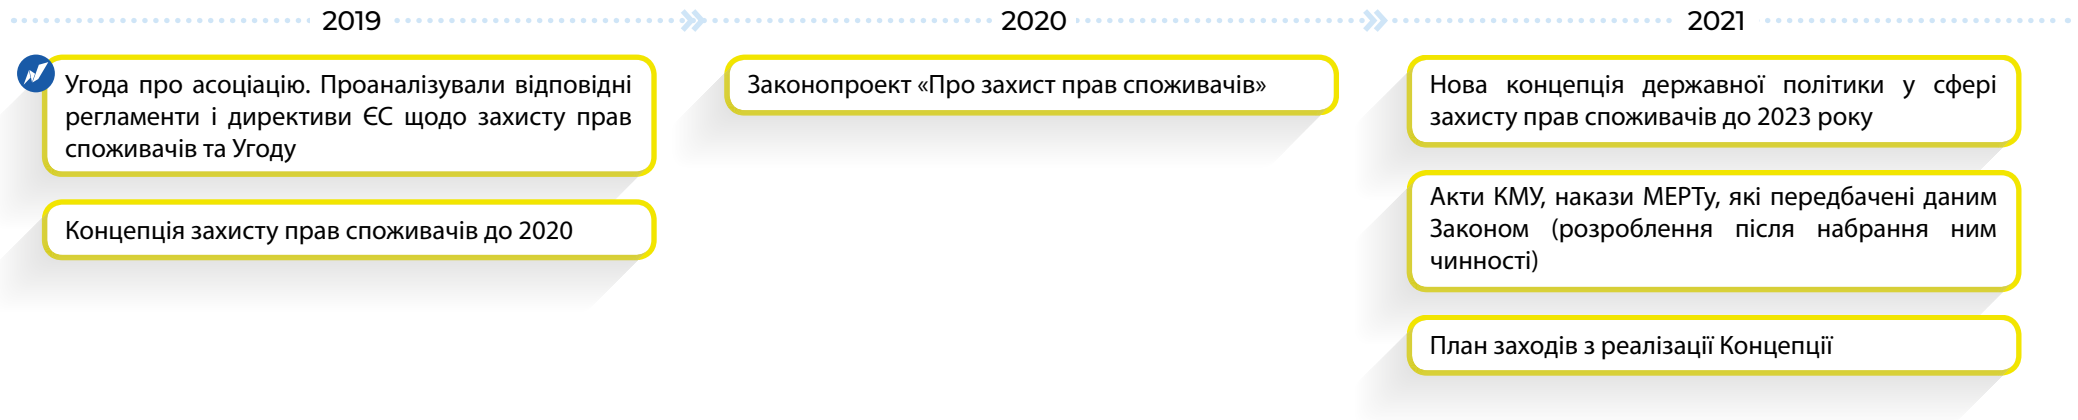 2019
Угода про асоціацію. Проаналізували відповідні
регламенти і директиви ЄС щодо захисту прав
споживачів та Угоду
Концепція захисту прав споживачів до 2020
2020
Законопроект «Про захист прав споживачів»
2021
Нова концепція державної політики у сфері
захисту прав споживачів до 2023 року
Акти КМУ, накази МЕРТу, які передбачені даним
Законом (розроблення після набрання ним
чинності)
План заходів з реалізації Концепції